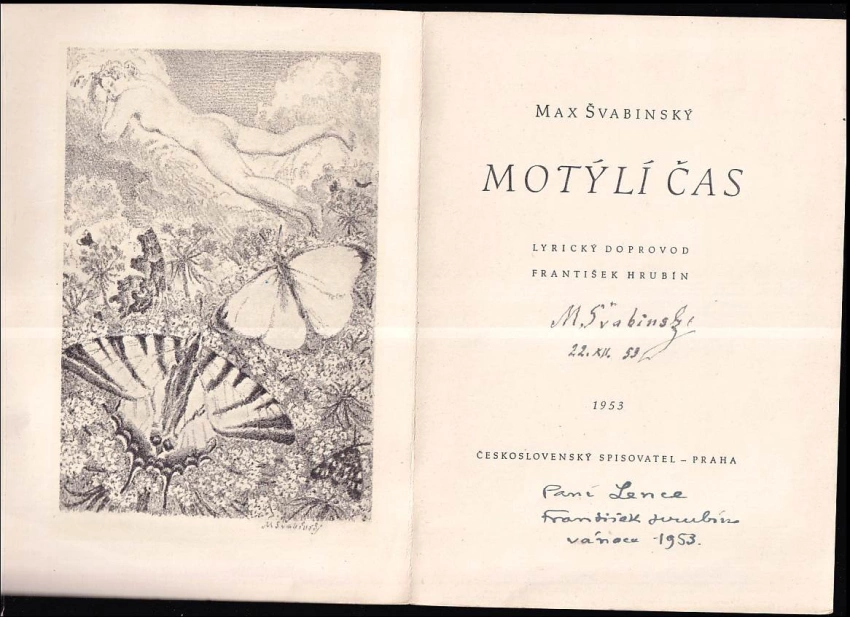 M Švabinský
MAX ŠVABINSKÝ
MOTÝLÍ ČAS
LYRICKÝ DOPROVOD
FRANTIŠEK HRUBÍN
M. Švabinský
22. XII. 53
1953
ČESKOSLOVENSKÝ SPISOVATEL – PRAHA
Paní Lence
František Hrubín
vánoce 1953.